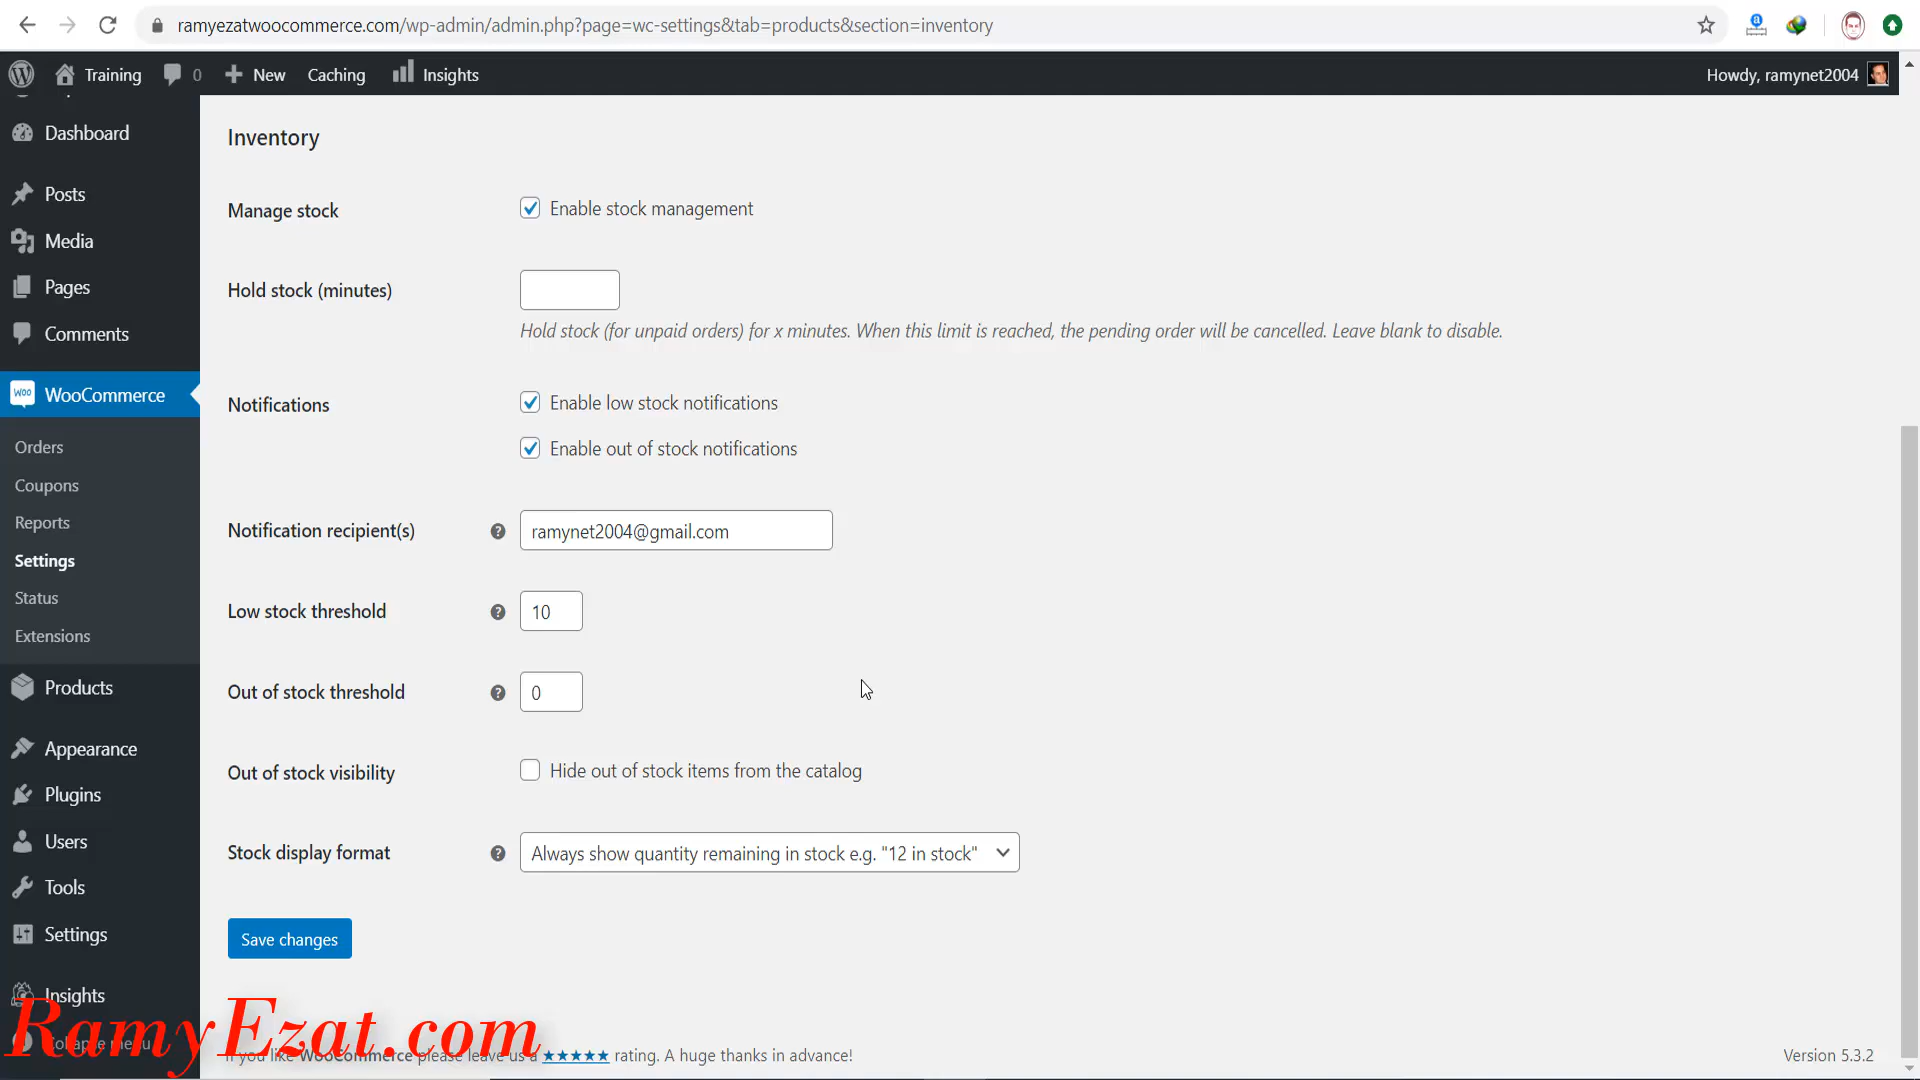 ramyezatwoocommerce.com/wp-admin/admin.php?page=wc-settings&tab=products&section=inventory
Training
0
New
Caching
Insights
Howdy, ramynet2004
Dashboard
Posts
Media
Pages
Comments
WooCommerce
Orders
Coupons
Reports
Settings
Status
Extensions
Products
Appearance
Plugins
Users
Tools
Settings
Insights
Collapse menu
Inventory
Manage stock
Enable stock management
Hold stock (minutes)
Hold stock (for unpaid orders) for x minutes. When this limit is reached, the pending order will be cancelled. Leave blank to disable.
Notifications
Enable low stock notifications
Enable out of stock notifications
Notification recipient(s)
ramynet2004@gmail.com
Low stock threshold
10
Out of stock threshold
0
Out of stock visibility
Hide out of stock items from the catalog
Stock display format
Always show quantity remaining in stock e.g. "12 in stock"
Save changes
RamyEzat.com
If you like WooCommerce please leave us a ★★★★★ rating. A huge thanks in advance!
Version 5.3.2